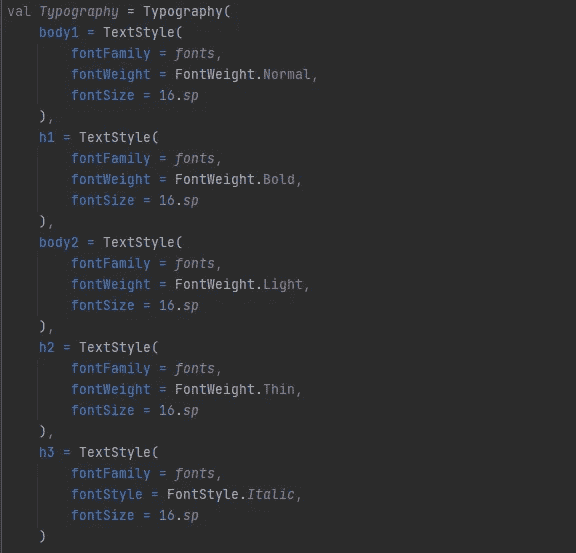 val Typography = Typography(
    body1 = TextStyle(
        fontFamily = fonts,
        fontWeight = FontWeight.Normal,
        fontSize = 16.sp
    ),
    h1 = TextStyle(
        fontFamily = fonts,
        fontWeight = FontWeight.Bold,
        fontSize = 16.sp
    ),
    body2 = TextStyle(
        fontFamily = fonts,
        fontWeight = FontWeight.Light,
        fontSize = 16.sp
    ),
    h2 = TextStyle(
        fontFamily = fonts,
        fontWeight = FontWeight.Thin,
        fontSize = 16.sp
    ),
    h3 = TextStyle(
        fontFamily = fonts,
        fontStyle = FontStyle.Italic,
        fontSize = 16.sp
    )